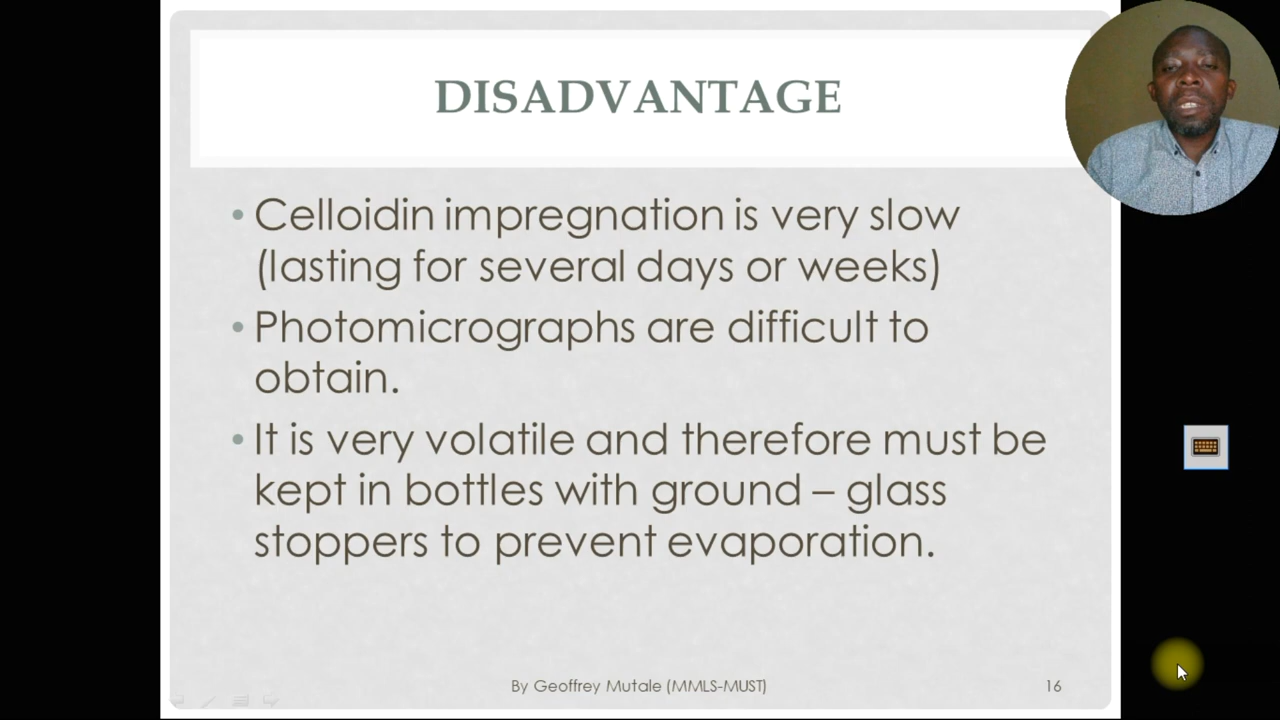 DISADVANTAGE
• Celloidin impregnation is very slow
(lasting for several days or weeks)
• Photomicrographs are difficult to
obtain.
• It is very volatile and therefore must be
kept in bottles with ground – glass
stoppers to prevent evaporation.
By Geoffrey Mutale (MMLS-MUST)
16